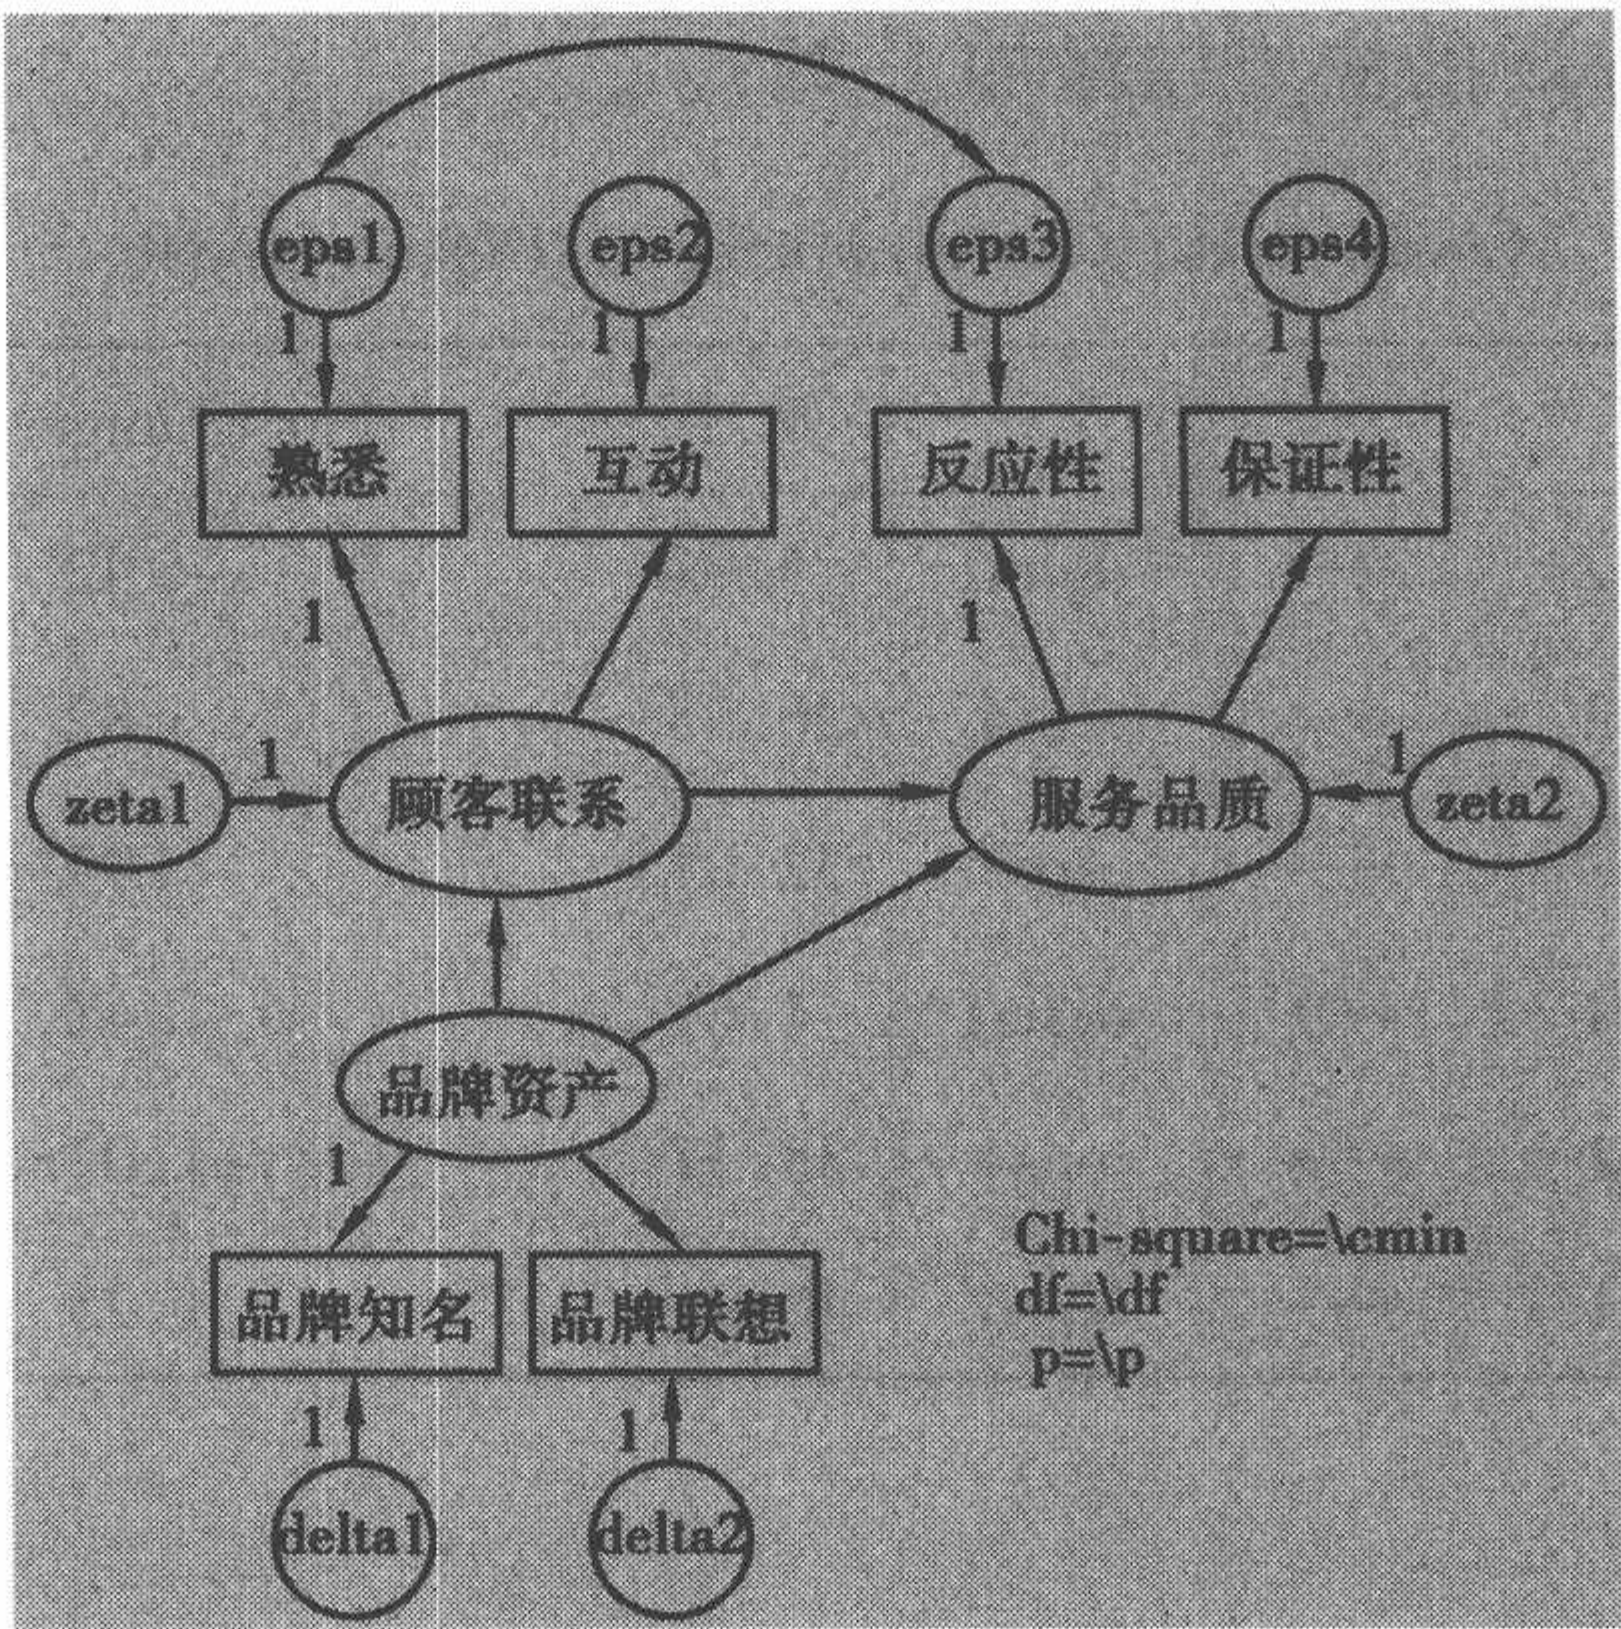 eps1 eps2 eps3 eps4
1 1 1 1
熟悉 互动 反应性 保证性
1 1
1 1
zeta1 顾客联系 服务品质 zeta2
品牌资产
1
Chi-square=\cmin
品牌知名 品牌联想 df=\df
p=\p
1 1
delta1 delta2